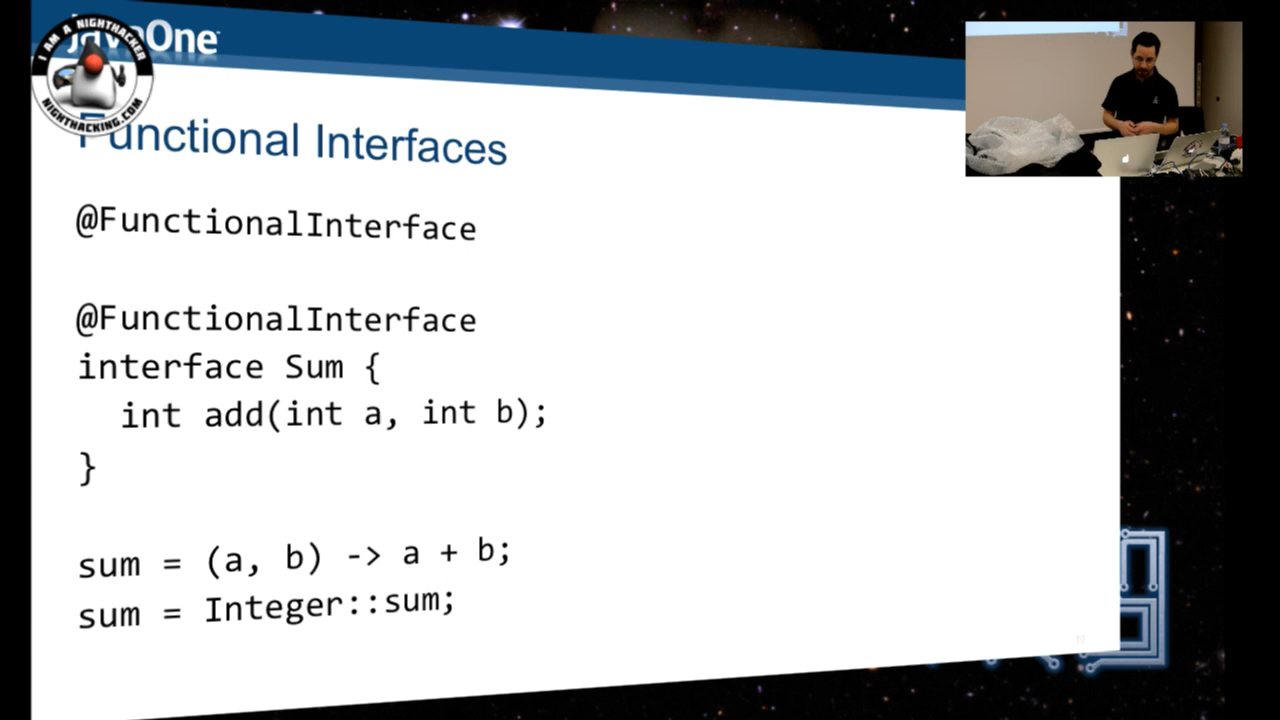 JavaOne
I AM A NIGHTHACKER
NIGHTHACKING.COM
Functional Interfaces
@FunctionalInterface
@FunctionalInterface
interface Sum {
int add(int a, int b);
}
sum = (a, b) -> a + b;
sum = Integer::sum;